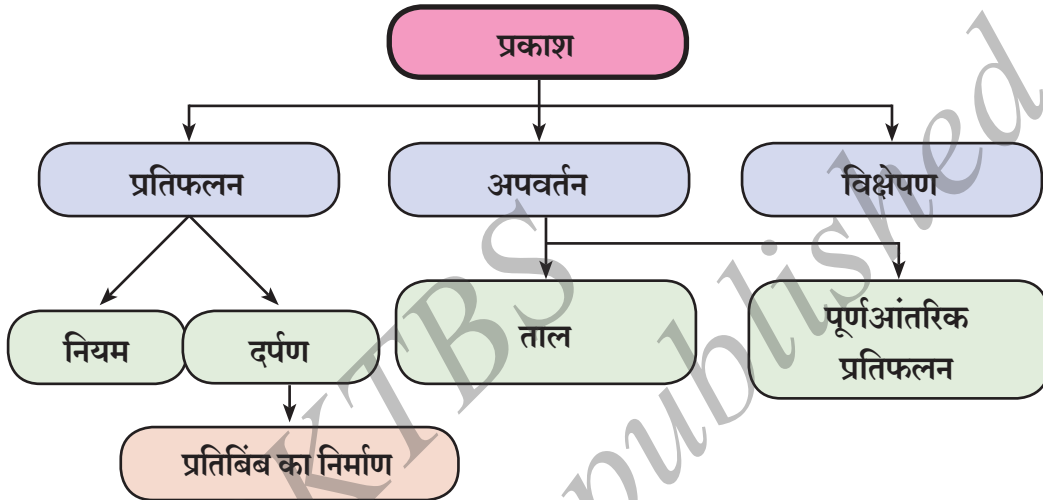 प्रकाश
प्रतिफलन
अपवर्तन
विक्षेपण
नियम
दर्पण
ताल
पूर्णआंतरिक
प्रतिफलन
प्रतिबिंब का निर्माण
KTBS
published